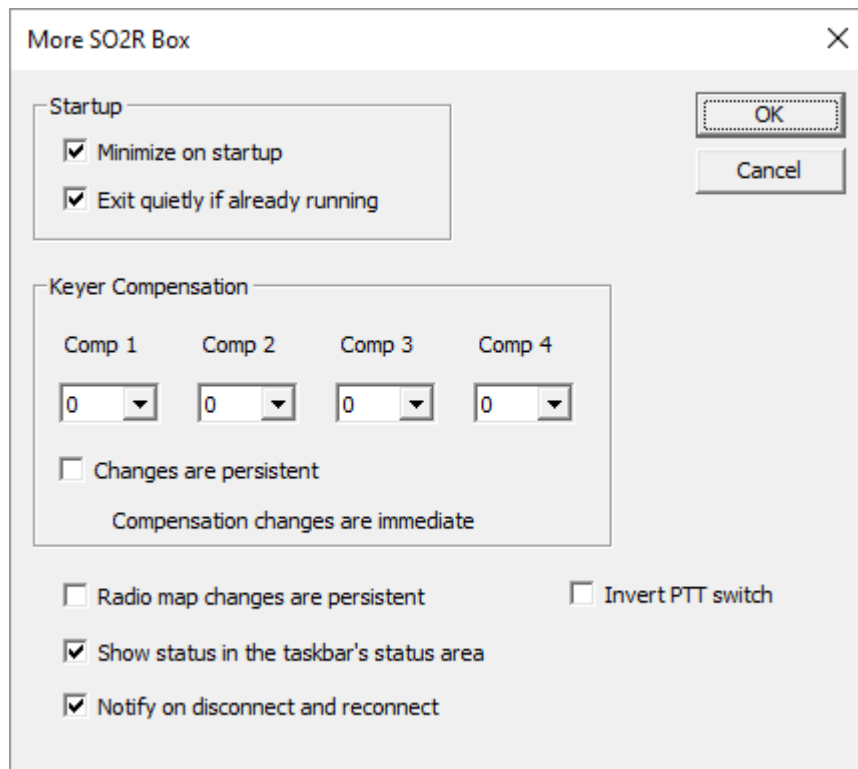 More SO2R Box
Startup
OK
Minimize on startup
Cancel
Exit quietly if already running
Keyer Compensation
Comp 1 Comp 2 Comp 3 Comp 4
0 0 0 0
Changes are persistent
Compensation changes are immediate
Radio map changes are persistent Invert PTT switch
Show status in the taskbar's status area
Notify on disconnect and reconnect